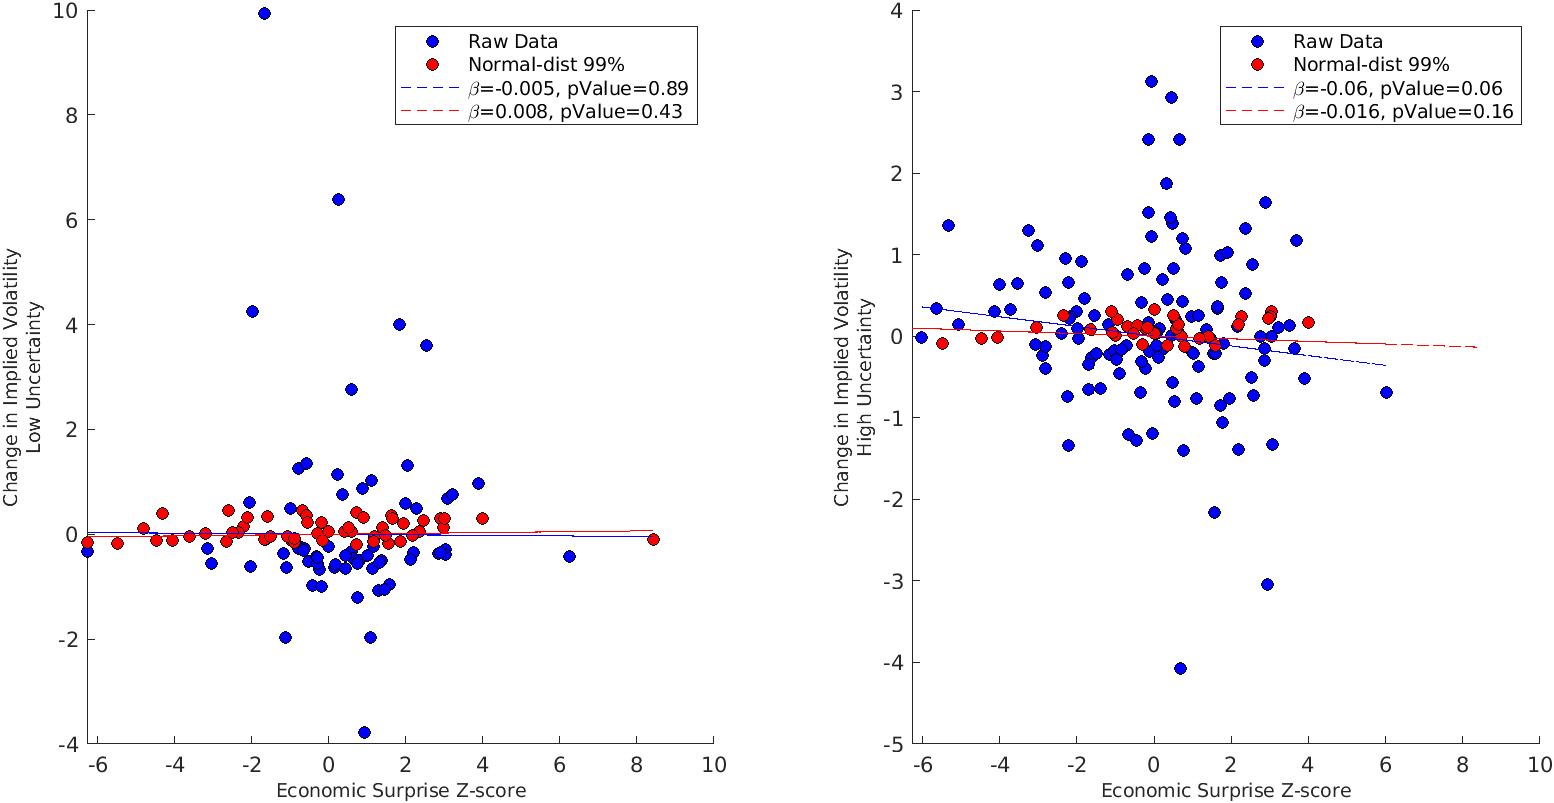 10
8
6
4
2
0
-2
-4
-6
-4
-2
0
2
4
6
8
10
Change in Implied Volatility
Low Uncertainty
Economic Surprise Z-score
Raw Data
Normal-dist 99%
β=-0.005, pValue=0.89
β=0.008, pValue=0.43
4
3
2
1
0
-1
-2
-3
-4
-5
-6
-4
-2
0
2
4
6
8
10
Change in Implied Volatility
High Uncertainty
Economic Surprise Z-score
Raw Data
Normal-dist 99%
β=-0.06, pValue=0.06
β=-0.016, pValue=0.16